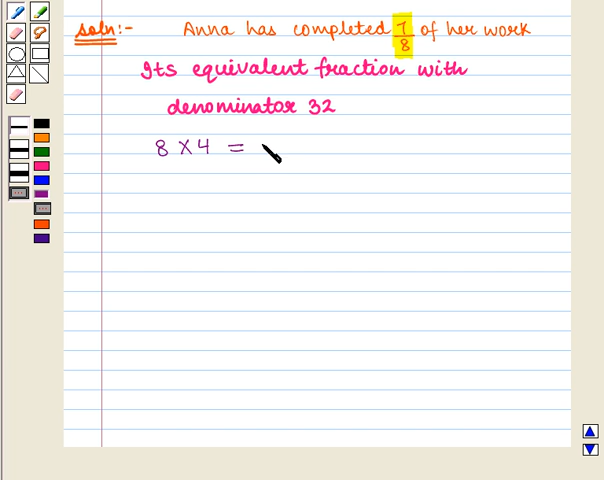 Soln:- Anna has completed 7/8 of her work
Its equivalent fraction with
denominator 32
8 × 4 =